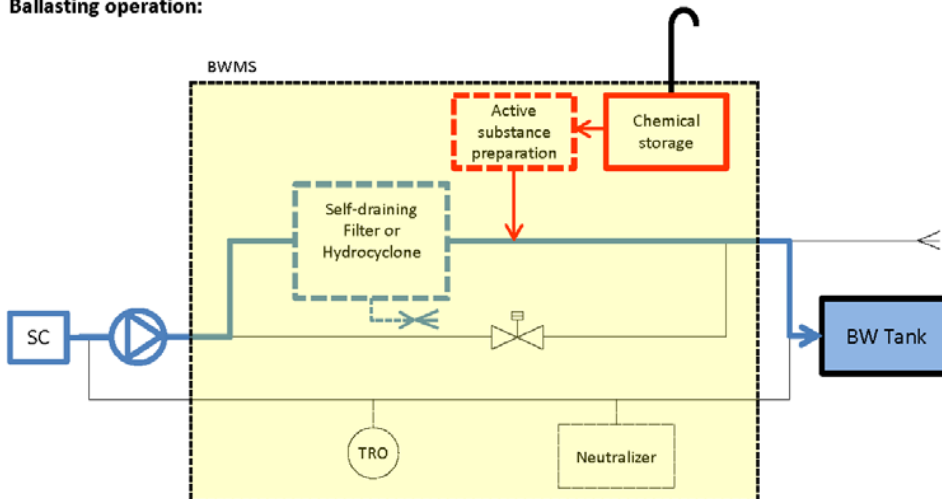 Ballasting operation:
BWMS
Active
substance
preparation
Chemical
storage
Self-draining
Filter or
Hydrocyclone
SC
BW Tank
TRO
Neutralizer